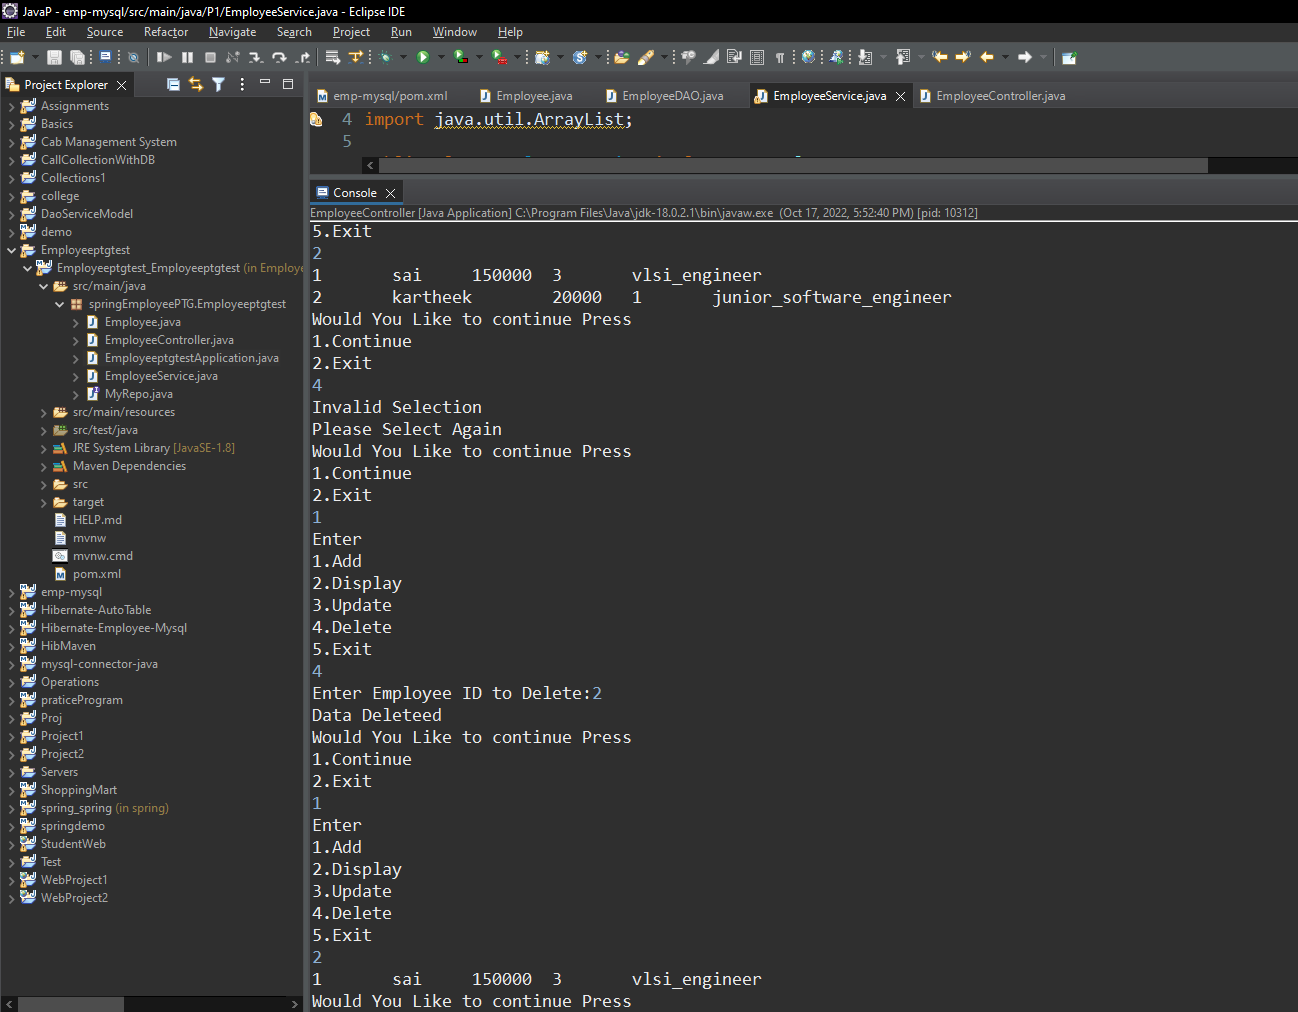 JavaP - emp-mysql/src/main/java/P1/EmployeeService.java - Eclipse IDE
File Edit Source Refactor Navigate Search Project Run Window Help
Project Explorer
Assignments
Basics
Cab Management System
CallCollectionWithDB
Collections1
college
DaoServiceModel
demo
Employeeptgtest
Employeeptgtest_Employeeptgtest (in Employe
src/main/java
springEmployeePTG.Employeeptgtest
Employee.java
EmployeeController.java
EmployeeptgtestApplication.java
EmployeeService.java
MyRepo.java
src/main/resources
src/test/java
JRE System Library [JavaSE-1.8]
Maven Dependencies
src
target
HELP.md
mvnw
mvnw.cmd
pom.xml
emp-mysql
Hibernate-AutoTable
Hibernate-Employee-Mysql
HibMaven
mysql-connector-java
Operations
praticeProgram
Proj
Project1
Project2
Servers
ShoppingMart
spring_spring (in spring)
springdemo
StudentWeb
Test
WebProject1
WebProject2
emp-mysql/pom.xml Employee.java EmployeeDAO.java EmployeeService.java EmployeeController.java
4 import java.util.ArrayList;
5
Console
EmployeeController [Java Application] C:\Program Files\Java\jdk-18.0.2.1\bin\javaw.exe (Oct 17, 2022, 5:52:40 PM) [pid: 10312]
5.Exit
2
1 sai 150000 3 vlsi_engineer
2 kartheek 20000 1 junior_software_engineer
Would You Like to continue Press
1.Continue
2.Exit
4
Invalid Selection
Please Select Again
Would You Like to continue Press
1.Continue
2.Exit
1
Enter
1.Add
2.Display
3.Update
4.Delete
5.Exit
4
Enter Employee ID to Delete:2
Data Deleteed
Would You Like to continue Press
1.Continue
2.Exit
1
Enter
1.Add
2.Display
3.Update
4.Delete
5.Exit
2
1 sai 150000 3 vlsi_engineer
Would You Like to continue Press